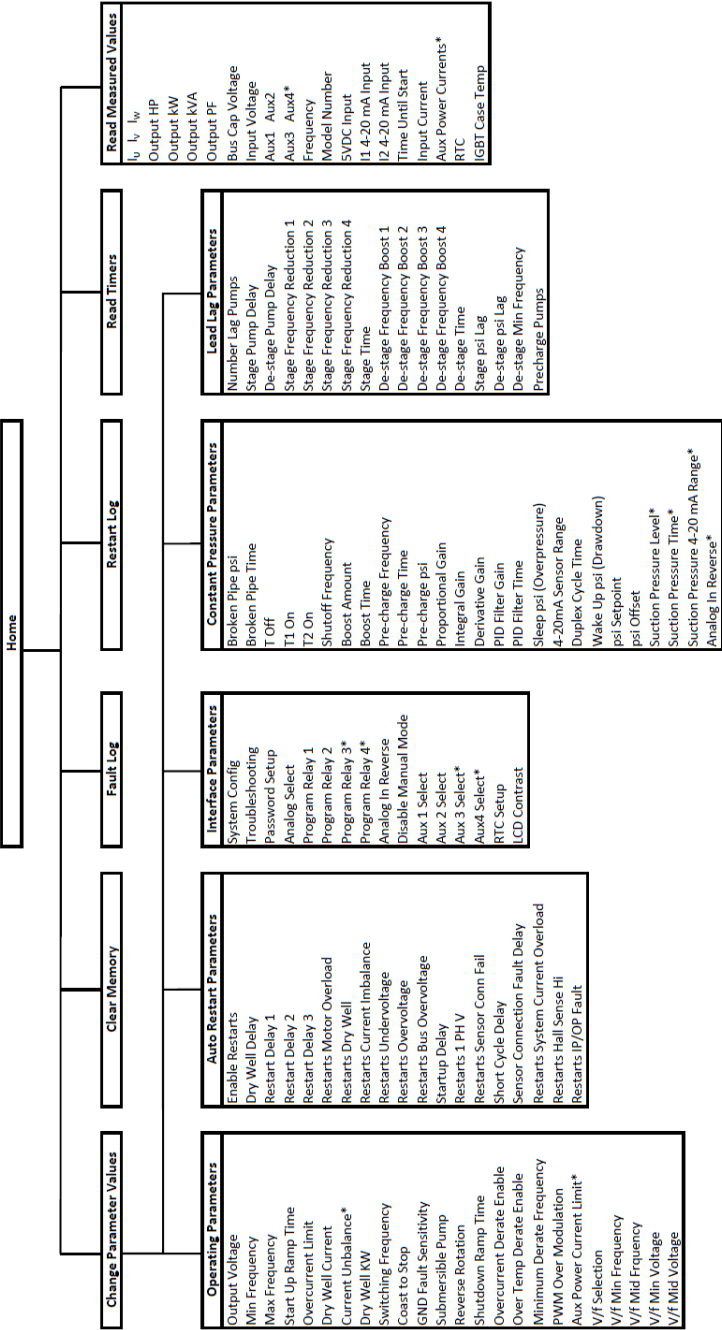 Home
Change Parameter Values
Clear Memory
Fault Log
Restart Log
Read Timers
Read Measured Values
I_U I_V I_W
Output HP
Output kW
Output kVA
Output PF
Bus Cap Voltage
Input Voltage
Aux1 Aux2
Aux3 Aux4*
Frequency
Model Number
5VDC Input
I1 4-20 mA Input
I2 4-20 mA Input
Time Until Start
Input Current
Aux Power Currents*
RTC
IGBT Case Temp
Operating Parameters
Output Voltage
Min Frequency
Max Frequency
Start Up Ramp Time
Overcurrent Limit
Dry Well Current
Current Unbalance*
Dry Well KW
Switching Frequency
Coast to Stop
GND Fault Sensitivity
Submersible Pump
Reverse Rotation
Shutdown Ramp Time
Overcurrent Derate Enable
Over Temp Derate Enable
Minimum Derate Frequency
PWM Over Modulation
Aux Power Current Limit*
V/f Selection
V/f Min Frequency
V/f Mid Frquency
V/f Min Voltage
V/f Mid Voltage
Auto Restart Parameters
Enable Restarts
Dry Well Delay
Restart Delay 1
Restart Delay 2
Restart Delay 3
Restarts Motor Overload
Restarts Dry Well
Restarts Current Imbalance
Restarts Undervoltage
Restarts Overvoltage
Restarts Bus Overvoltage
Startup Delay
Restarts 1 PH V
Restarts Sensor Conn Fail
Short Cycle Delay
Sensor Connection Fault Delay
Restarts System Current Overload
Restarts Hall Sense Hi
Restarts IP/OP Fault
Interface Parameters
System Config
Troubleshooting
Password Setup
Analog Select
Program Relay 1
Program Relay 2
Program Relay 3*
Program Relay 4*
Analog In Reverse
Disable Manual Mode
Aux 1 Select
Aux 2 Select
Aux 3 Select*
Aux4 Select*
RTC Setup
LCD Contrast
Constant Pressure Parameters
Broken Pipe psi
Broken Pipe Time
T Off
T1 On
T2 On
Shutoff Frequency
Boost Amount
Boost Time
Pre-charge Frequency
Pre-charge Time
Pre-charge psi
Proportional Gain
Integral Gain
Derivative Gain
PID Filter Gain
PID Filter Time
Sleep psi (Overpressure)
4-20mA Sensor Range
Duplex Cycle Time
Wake Up psi (Drawdown)
psi Setpoint
psi Offset
Suction Pressure Level*
Suction Pressure Time*
Suction Pressure 4-20 mA Range*
Analog In Reverse*
Lead Lag Parameters
Number Lag Pumps
Stage Pump Delay
De-stage Pump Delay
Stage Frequency Reduction 1
Stage Frequency Reduction 2
Stage Frequency Reduction 3
Stage Frequency Reduction 4
Stage Time
De-stage Frequency Boost 1
De-stage Frequency Boost 2
De-stage Frequency Boost 3
De-stage Frequency Boost 4
De-stage Time
Stage psi Lag
De-stage psi Lag
De-stage Min Frequency
Precharge Pumps